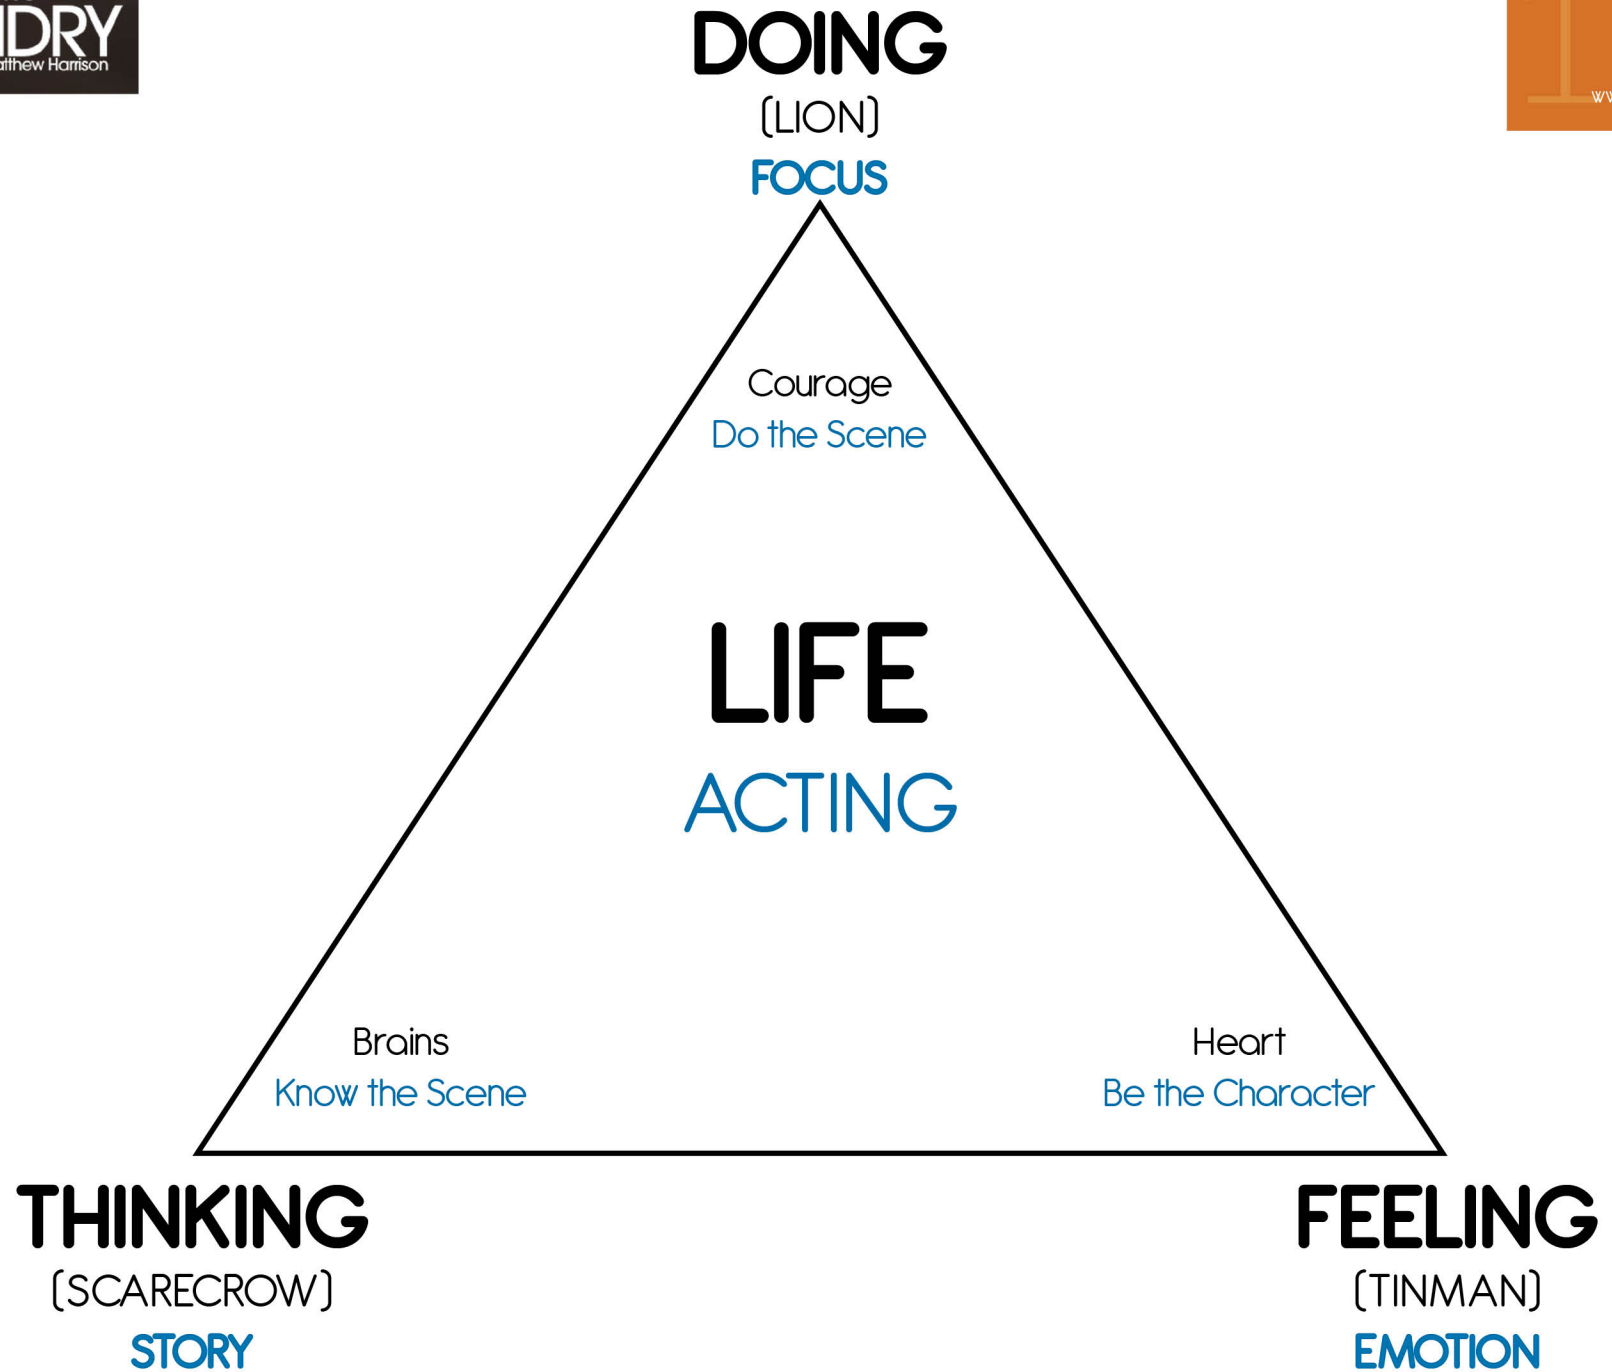 DOING
(LION)
FOCUS
Courage
Do the Scene
LIFE
ACTING
Brains
Know the Scene
Heart
Be the Character
THINKING
(SCARECROW)
STORY
FEELING
(TINMAN)
EMOTION
Harrison